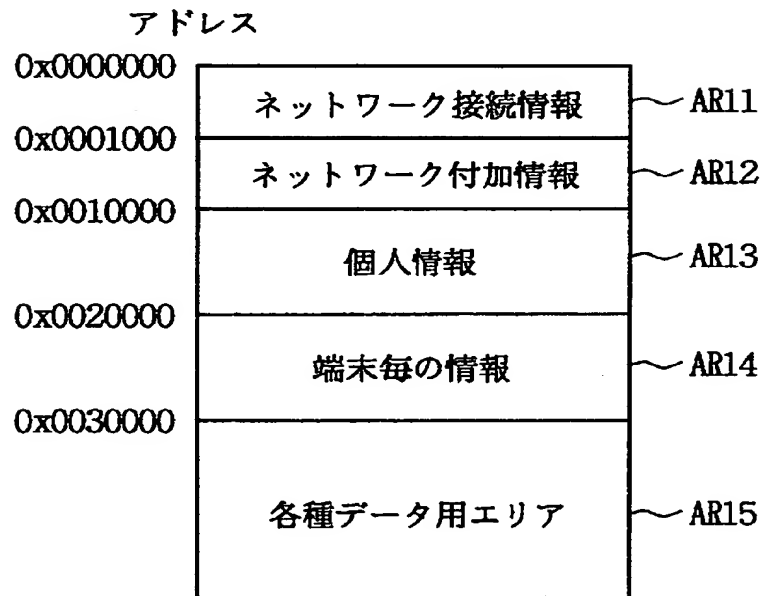 アドレス
0x0000000
ネットワーク接続情報 AR11
0x0001000
ネットワーク付加情報 AR12
0x0010000
個人情報 AR13
0x0020000
端末毎の情報 AR14
0x0030000
各種データ用エリア AR15